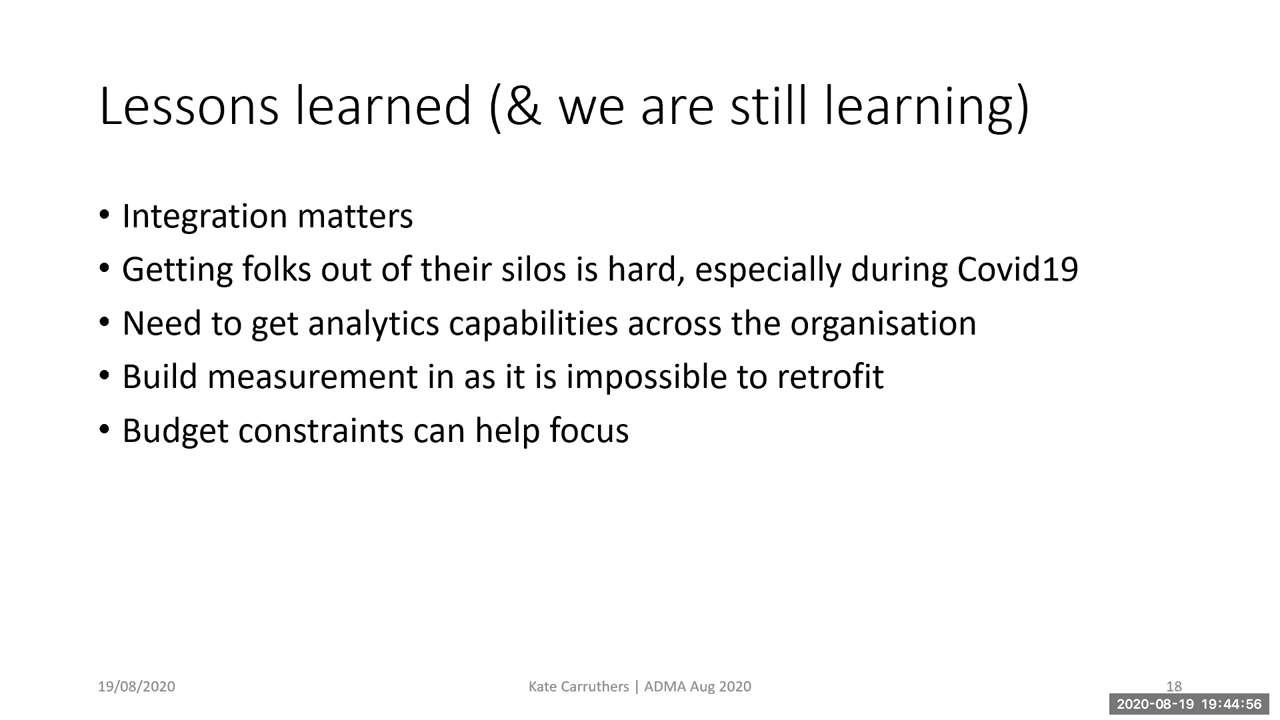 Lessons learned (& we are still learning)
• Integration matters
• Getting folks out of their silos is hard, especially during Covid19
• Need to get analytics capabilities across the organisation
• Build measurement in as it is impossible to retrofit
• Budget constraints can help focus
19/08/2020
Kate Carruthers | ADMA Aug 2020
18
2020-08-19 19:44:56